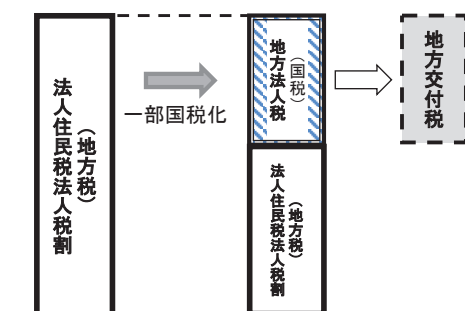 法人住民税法人税割
（地方税）
一部国税化
地方法人税
（国税）
法人住民税法人税割
（地方税）
地方交付税